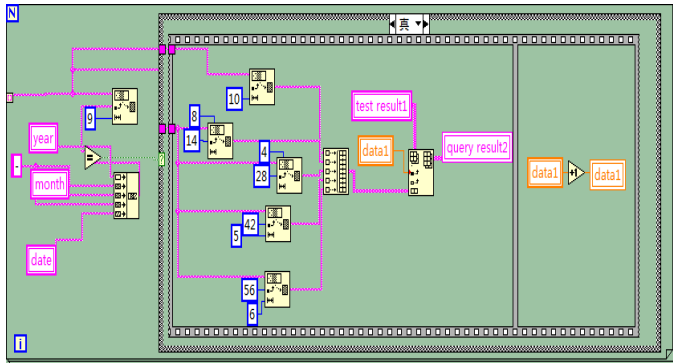 N
真
10
test result1
9
8
14
year
4
data1
query result2
=
data1
+1
data1
-
month
28
42
5
date
56
6
i